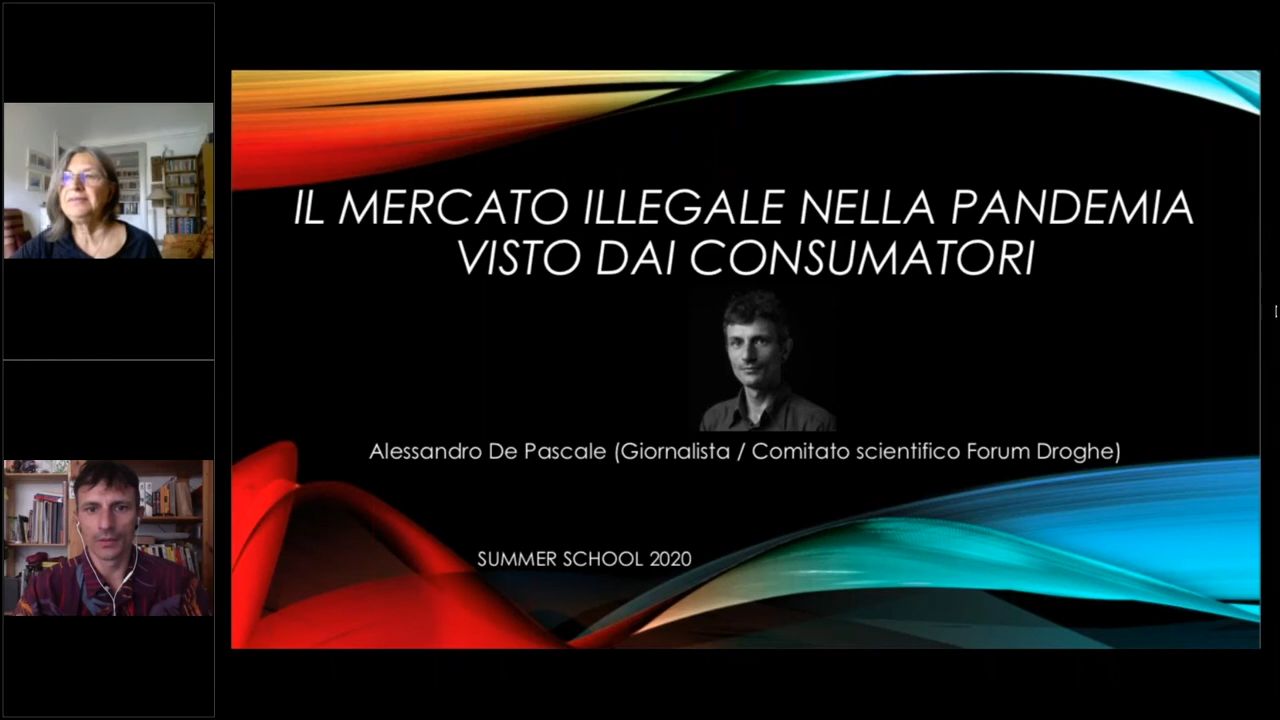 IL MERCATO ILLEGALE NELLA PANDEMIA
VISTO DAI CONSUMATORI
Alessandro De Pascale (Giornalista / Comitato scientifico Forum Droghe)
SUMMER SCHOOL 2020